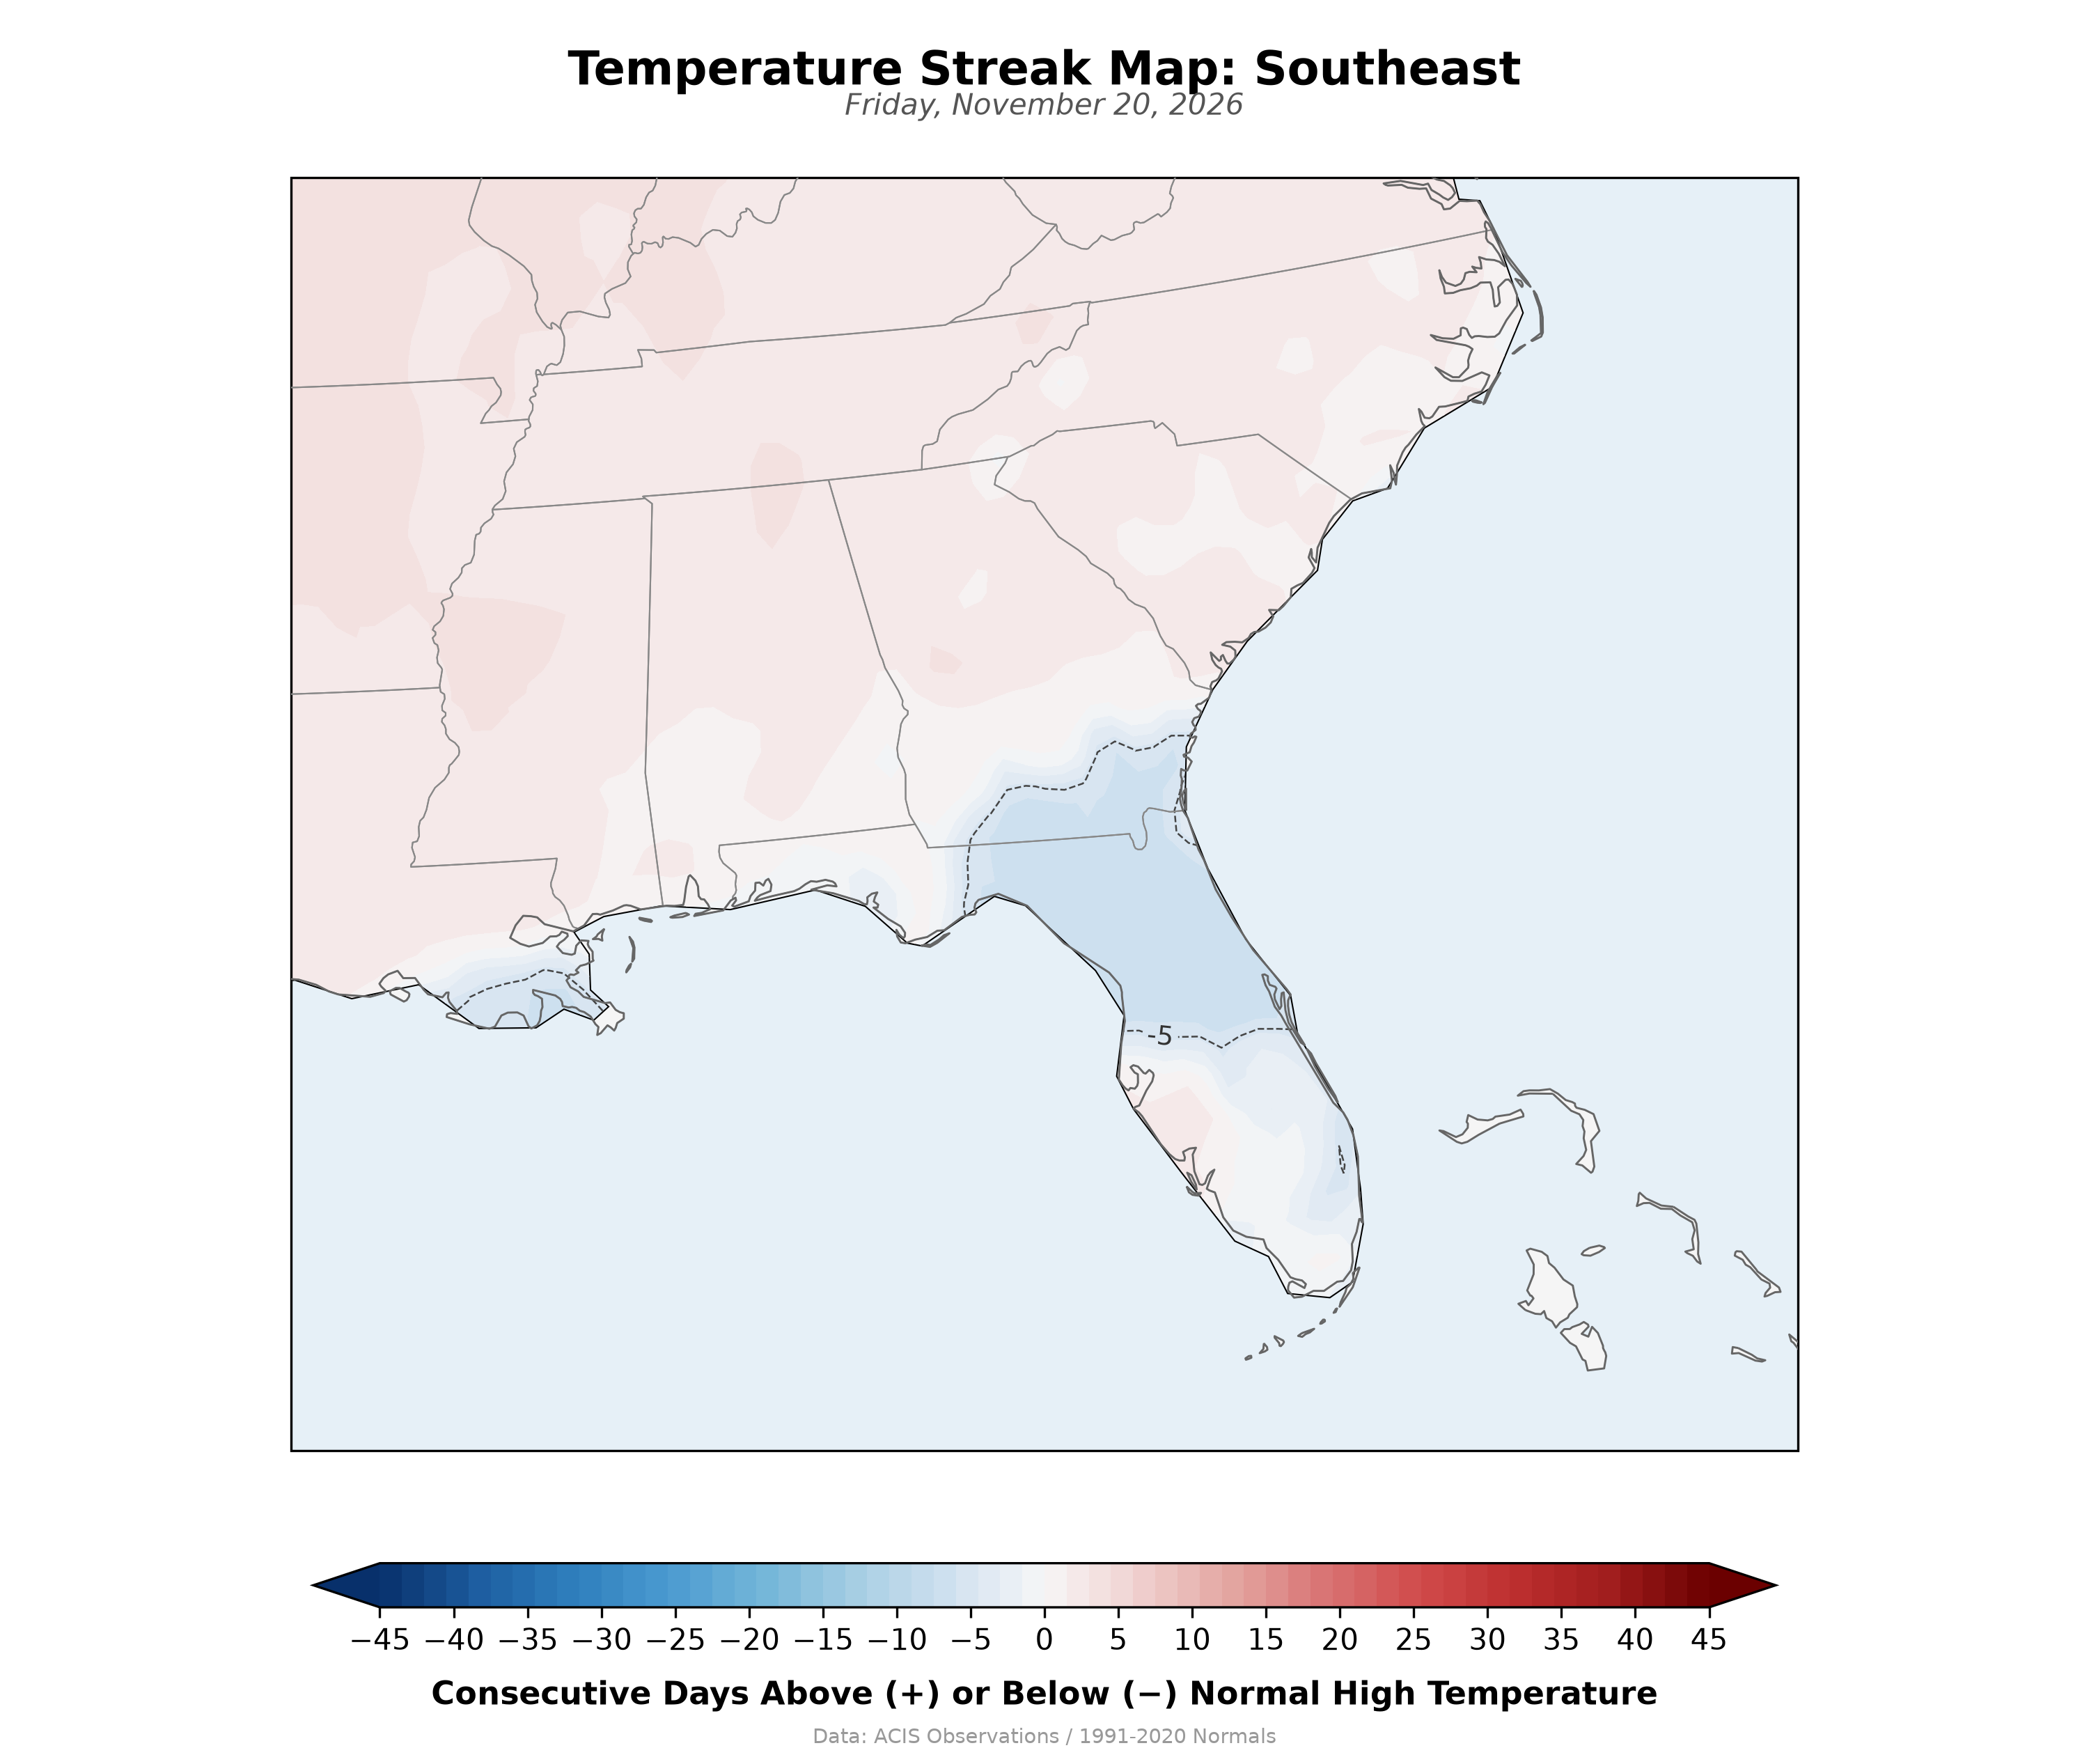 Temperature Streak Map: Southeast
Friday, November 20, 2026
-5
−45 −40 −35 −30 −25 −20 −15 −10 −5 0 5 10 15 20 25 30 35 40 45
Consecutive Days Above (+) or Below (−) Normal High Temperature
Data: ACIS Observations / 1991-2020 Normals